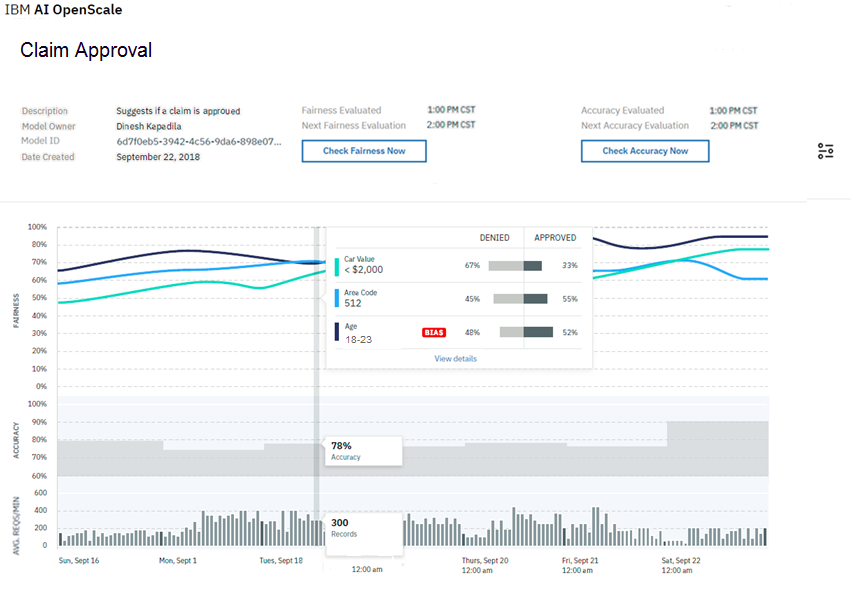 IBM AI OpenScale
Claim Approval
Description Suggests if a claim is approued
Model Owner Dinesh Kapadila
Model ID 6d7f0eb5-3942-4c56-9da6-898e07...
Date Created September 22, 2018
Fairness Evaluated 1:00 PM CST
Next Fairness Evaluation 2:00 PM CST
Check Fairness Now
Accuracy Evaluated 1:00 PM CST
Next Accuracy Evaluation 2:00 PM CST
Check Accuracy Now
FAIRNESS
100%
80%
70%
60%
50%
40%
30%
20%
10%
0%
DENIED APPROVED
Car Value
< $2,000 67% 33%
Area Code
512 45% 55%
Age
18-23 BIAS 48% 52%
View details
ACCURACY
100%
90%
80%
70%
60%
78%
Accuracy
AVG. REQS/MIN
600
400
200
0
300
Records
Sun, Sept 16
Mon, Sept 1
Tues, Sept 18
12:00 am
Thurs, Sept 20
12:00 am
Fri, Sept 21
12:00 am
Sat, Sept 22
12:00 am